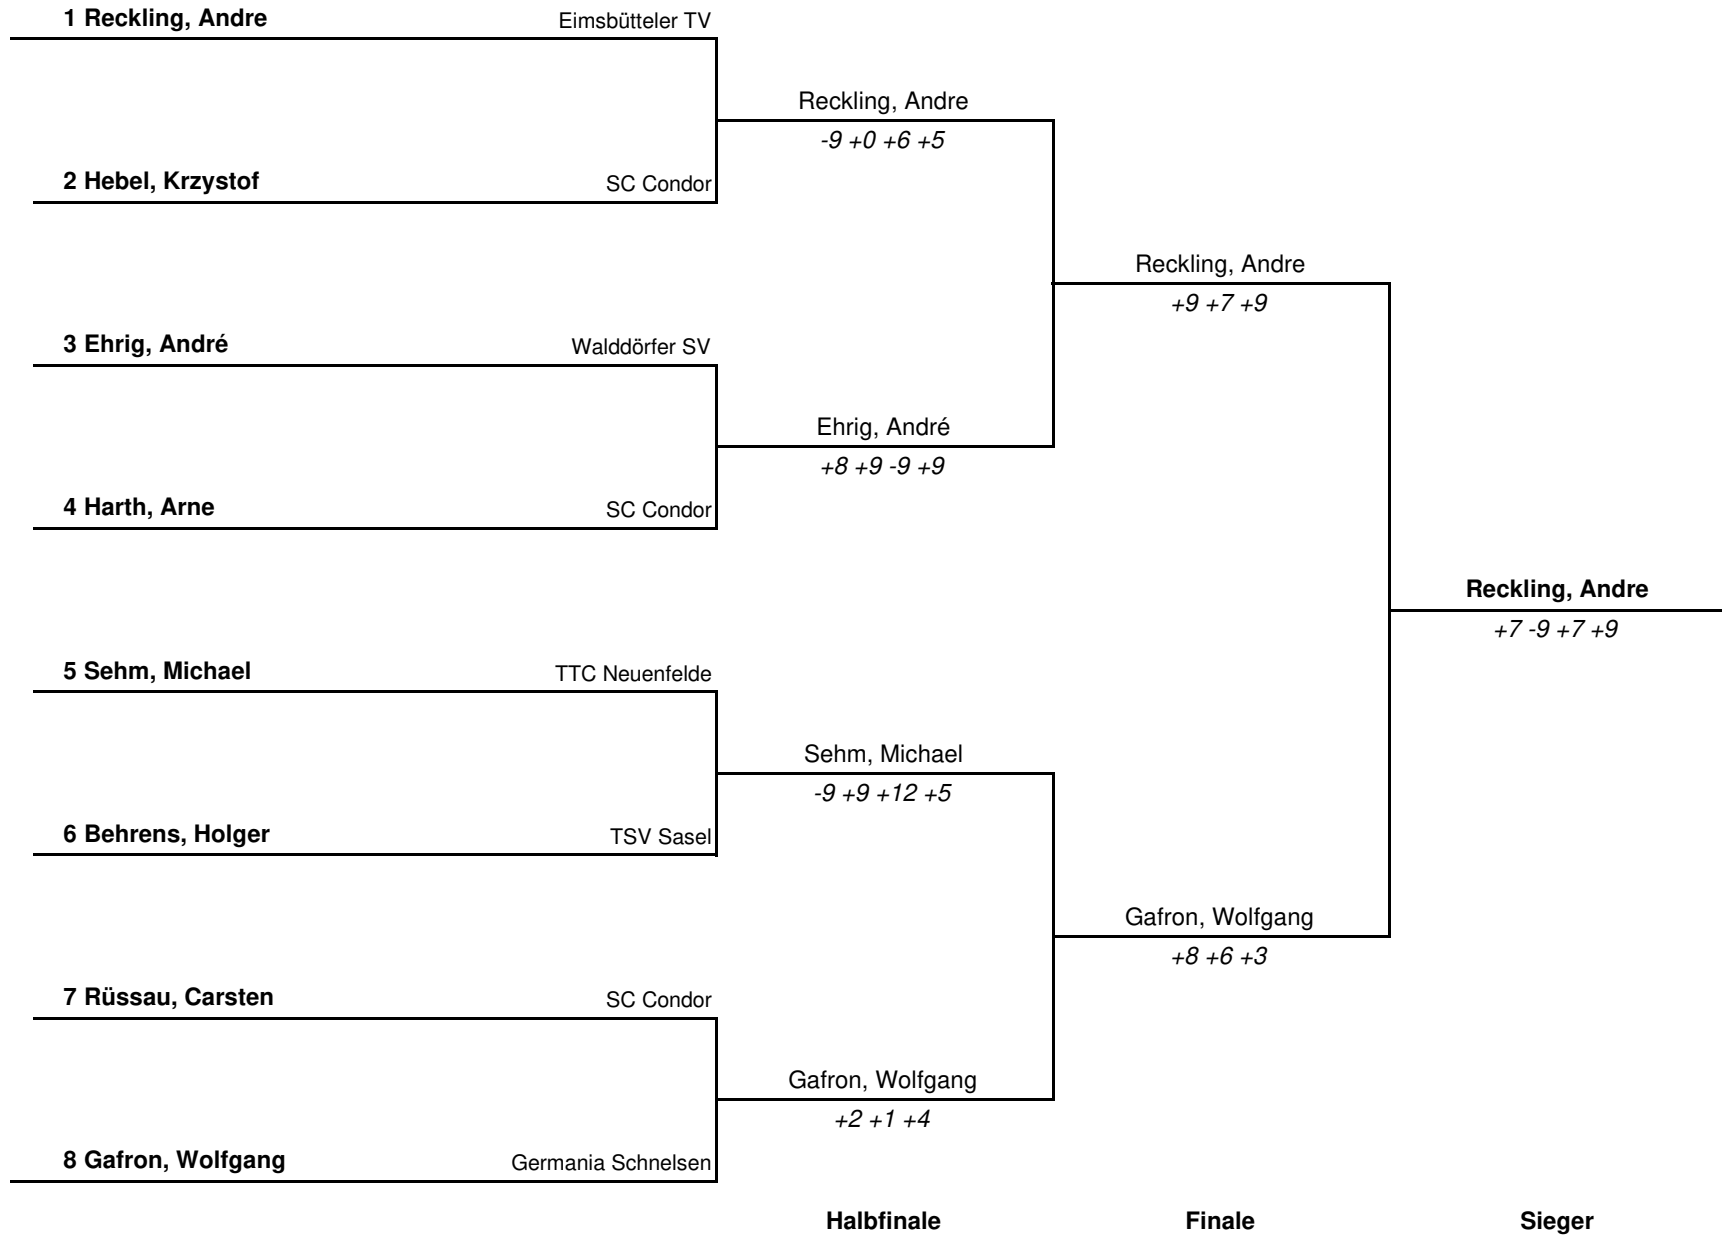 1 Reckling, Andre Eimsbütteler TV
Reckling, Andre
-9 +0 +6 +5
2 Hebel, Krzystof SC Condor
Reckling, Andre
+9 +7 +9
3 Ehrig, André Walddörfer SV
Ehrig, André
+8 +9 -9 +9
4 Harth, Arne SC Condor
Reckling, Andre
+7 -9 +7 +9
5 Sehm, Michael TTC Neuenfelde
Sehm, Michael
-9 +9 +12 +5
6 Behrens, Holger TSV Sasel
Gafron, Wolfgang
+8 +6 +3
7 Rüssau, Carsten SC Condor
Gafron, Wolfgang
+2 +1 +4
8 Gafron, Wolfgang Germania Schnelsen
Halbfinale Finale Sieger